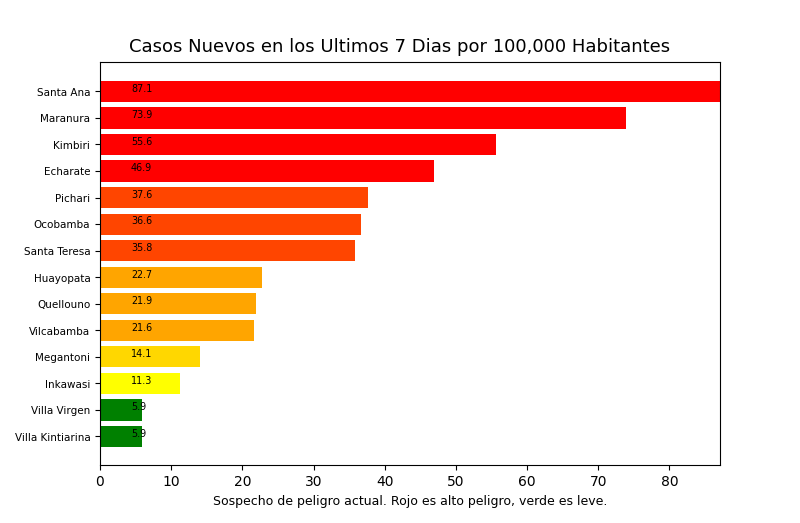 Casos Nuevos en los Ultimos 7 Dias por 100,000 Habitantes
Santa Ana 87.1
Maranura 73.9
Kimbiri 55.6
Echarate 46.9
Pichari 37.6
Ocobamba 36.6
Santa Teresa 35.8
Huayopata 22.7
Quellouno 21.9
Vilcabamba 21.6
Megantoni 14.1
Inkawasi 11.3
Villa Virgen 5.9
Villa Kintiarina 5.9
0 10 20 30 40 50 60 70 80
Sospecho de peligro actual. Rojo es alto peligro, verde es leve.